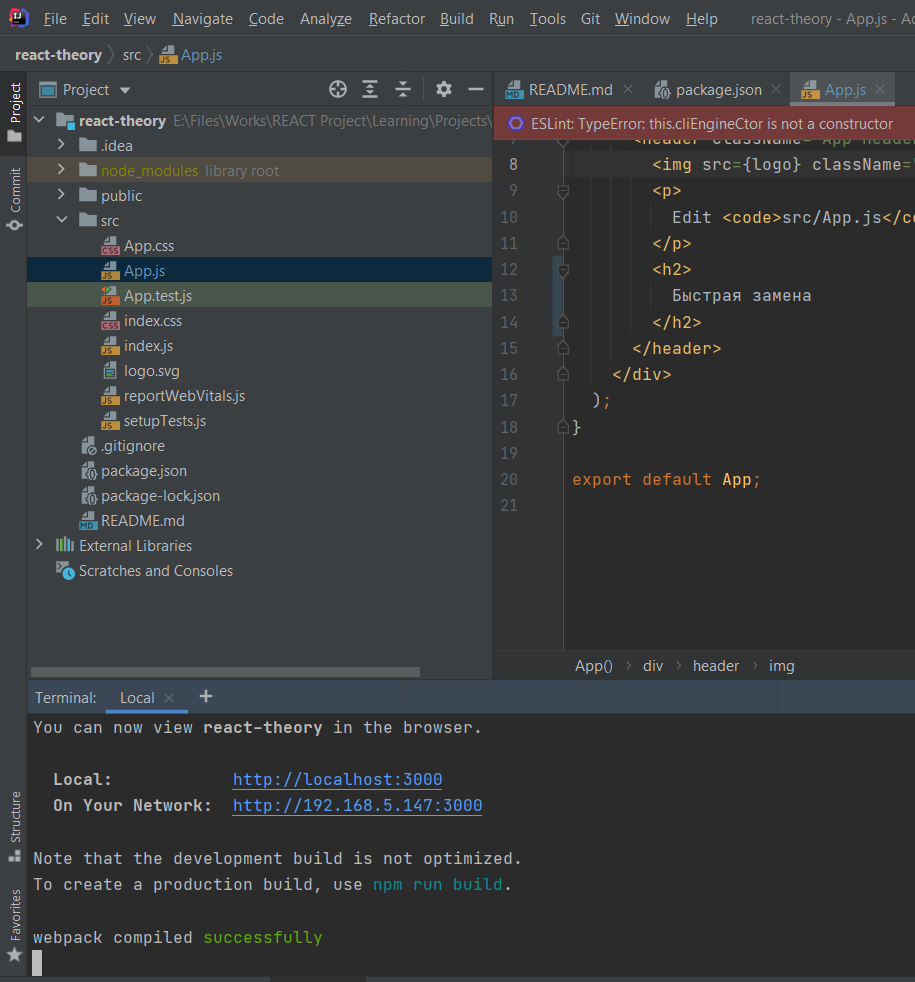 File Edit View Navigate Code Analyze Refactor Build Run Tools Git Window Help react-theory - App.js - Ac
react-theory src App.js
Project
README.md package.json App.js
ESLint: TypeError: this.cliEngineCtor is not a constructor
Project
Commit
Structure
Favorites
react-theory E:\Files\Works\REACT Project\Learning\Projects\
.idea
node_modules library root
public
src
App.css
App.js
App.test.js
index.css
index.js
logo.svg
reportWebVitals.js
setupTests.js
.gitignore
package.json
package-lock.json
README.md
External Libraries
Scratches and Consoles
7 <header className="App-header"
8 <img src={logo} className="
9 <p>
10 Edit <code>src/App.js</co
11 </p>
12 <h2>
13 Быстрая замена
14 </h2>
15 </header>
16 </div>
17 );
18 }
19
20 export default App;
21
App() div header img
Terminal: Local +
You can now view react-theory in the browser.
Local: http://localhost:3000
On Your Network: http://192.168.5.147:3000
Note that the development build is not optimized.
To create a production build, use npm run build.
webpack compiled successfully